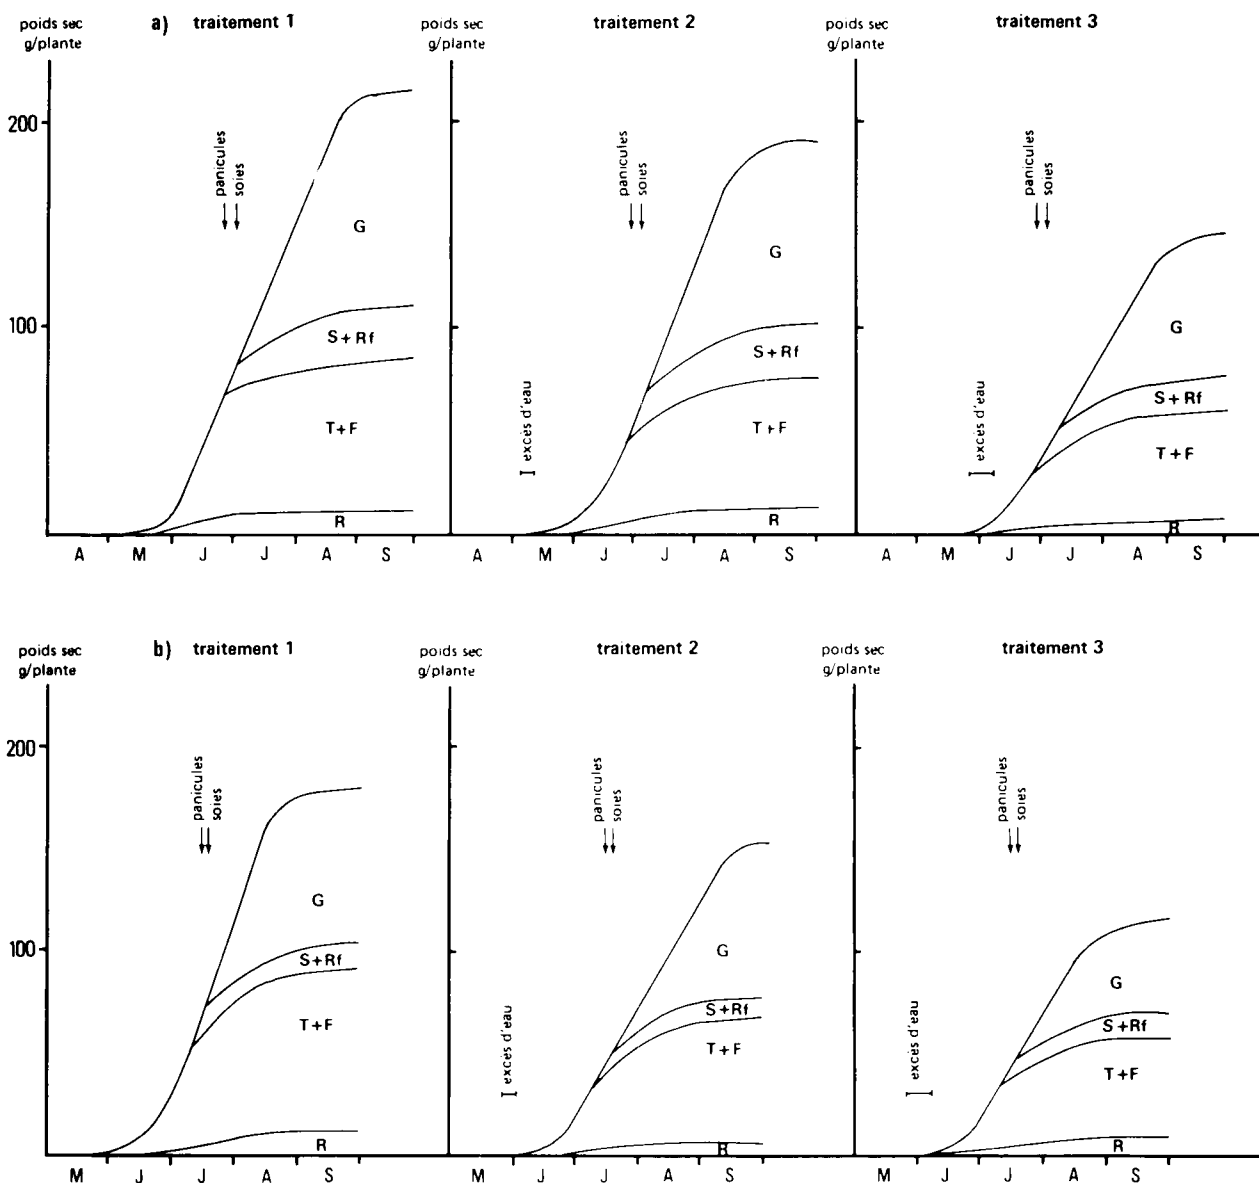 a) traitement 1
poids sec
g/plante
200
100
panicules
soies
G
S+Rf
T+F
R
A M J J A S
traitement 2
poids sec
g/plante
panicules
soies
excès d'eau
G
S+Rf
T+F
R
A M J J A S
traitement 3
poids sec
g/plante
panicules
soies
excès d'eau
G
S+Rf
T+F
R
A M J J A S
b) traitement 1
poids sec
g/plante
200
100
panicules
soies
G
S+Rf
T+F
R
M J J A S
traitement 2
poids sec
g/plante
panicules
soies
excès d'eau
G
S+Rf
T+F
R
M J J A S
traitement 3
poids sec
g/plante
panicules
soies
excès d'eau
G
S+Rf
T+F
R
M J J A S